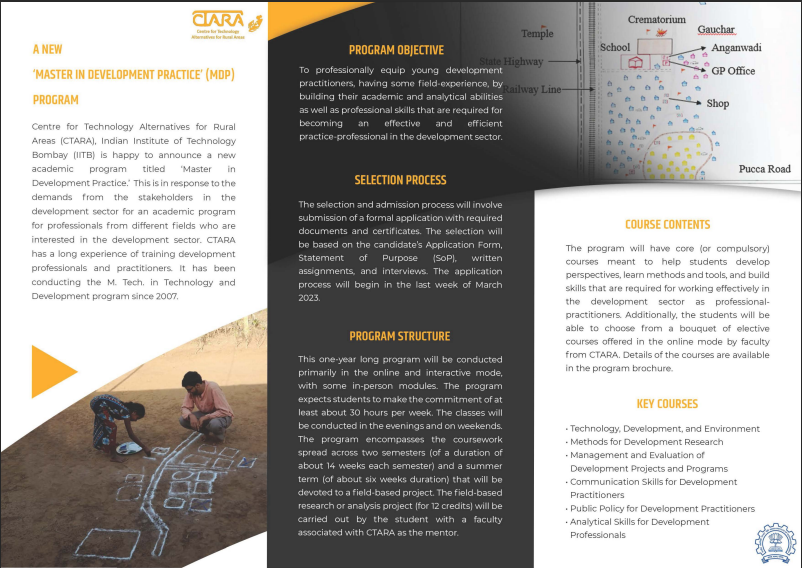 CTARA
Centre for Technology
Alternatives for Rural Areas
A NEW
‘MASTER IN DEVELOPMENT PRACTICE’ (MDP)
PROGRAM
Centre for Technology Alternatives for Rural
Areas (CTARA), Indian Institute of Technology
Bombay (IITB) is happy to announce a new
academic program titled ‘Master in
Development Practice.’ This is in response to the
demands from the stakeholders in the
development sector for an academic program
for professionals from different fields who are
interested in the development sector. CTARA
has a long experience of training development
professionals and practitioners. It has been
conducting the M. Tech. in Technology and
Development program since 2007.
PROGRAM OBJECTIVE
To professionally equip young development
practitioners, having some field-experience, by
building their academic and analytical abilities
as well as professional skills that are required for
becoming an effective and efficient
practice-professional in the development sector.
SELECTION PROCESS
The selection and admission process will involve
submission of a formal application with required
documents and certificates. The selection will
be based on the candidate’s Application Form,
Statement of Purpose (SoP), written
assignments, and interviews. The application
process will begin in the last week of March
2023.
PROGRAM STRUCTURE
This one-year long program will be conducted
primarily in the online and interactive mode,
with some in-person modules. The program
expects students to make the commitment of at
least about 30 hours per week. The classes will
be conducted in the evenings and on weekends.
The program encompasses the coursework
spread across two semesters (of a duration of
about 14 weeks each semester) and a summer
term (of about six weeks duration) that will be
devoted to a field-based project. The field-based
research or analysis project (for 12 credits) will be
carried out by the student with a faculty
associated with CTARA as the mentor.
Temple
State Highway
Railway Line
Crematorium
School
Gauchar
Anganwadi
GP Office
Shop
Pucca Road
COURSE CONTENTS
The program will have core (or compulsory)
courses meant to help students develop
perspectives, learn methods and tools, and build
skills that are required for working effectively in
the development sector as professional-
practitioners. Additionally, the students will be
able to choose from a bouquet of elective
courses offered in the online mode by faculty
from CTARA. Details of the courses are available
in the program brochure.
KEY COURSES
• Technology, Development, and Environment
• Methods for Development Research
• Management and Evaluation of
Development Projects and Programs
• Communication Skills for Development
Practitioners
• Public Policy for Development Practitioners
• Analytical Skills for Development
Professionals